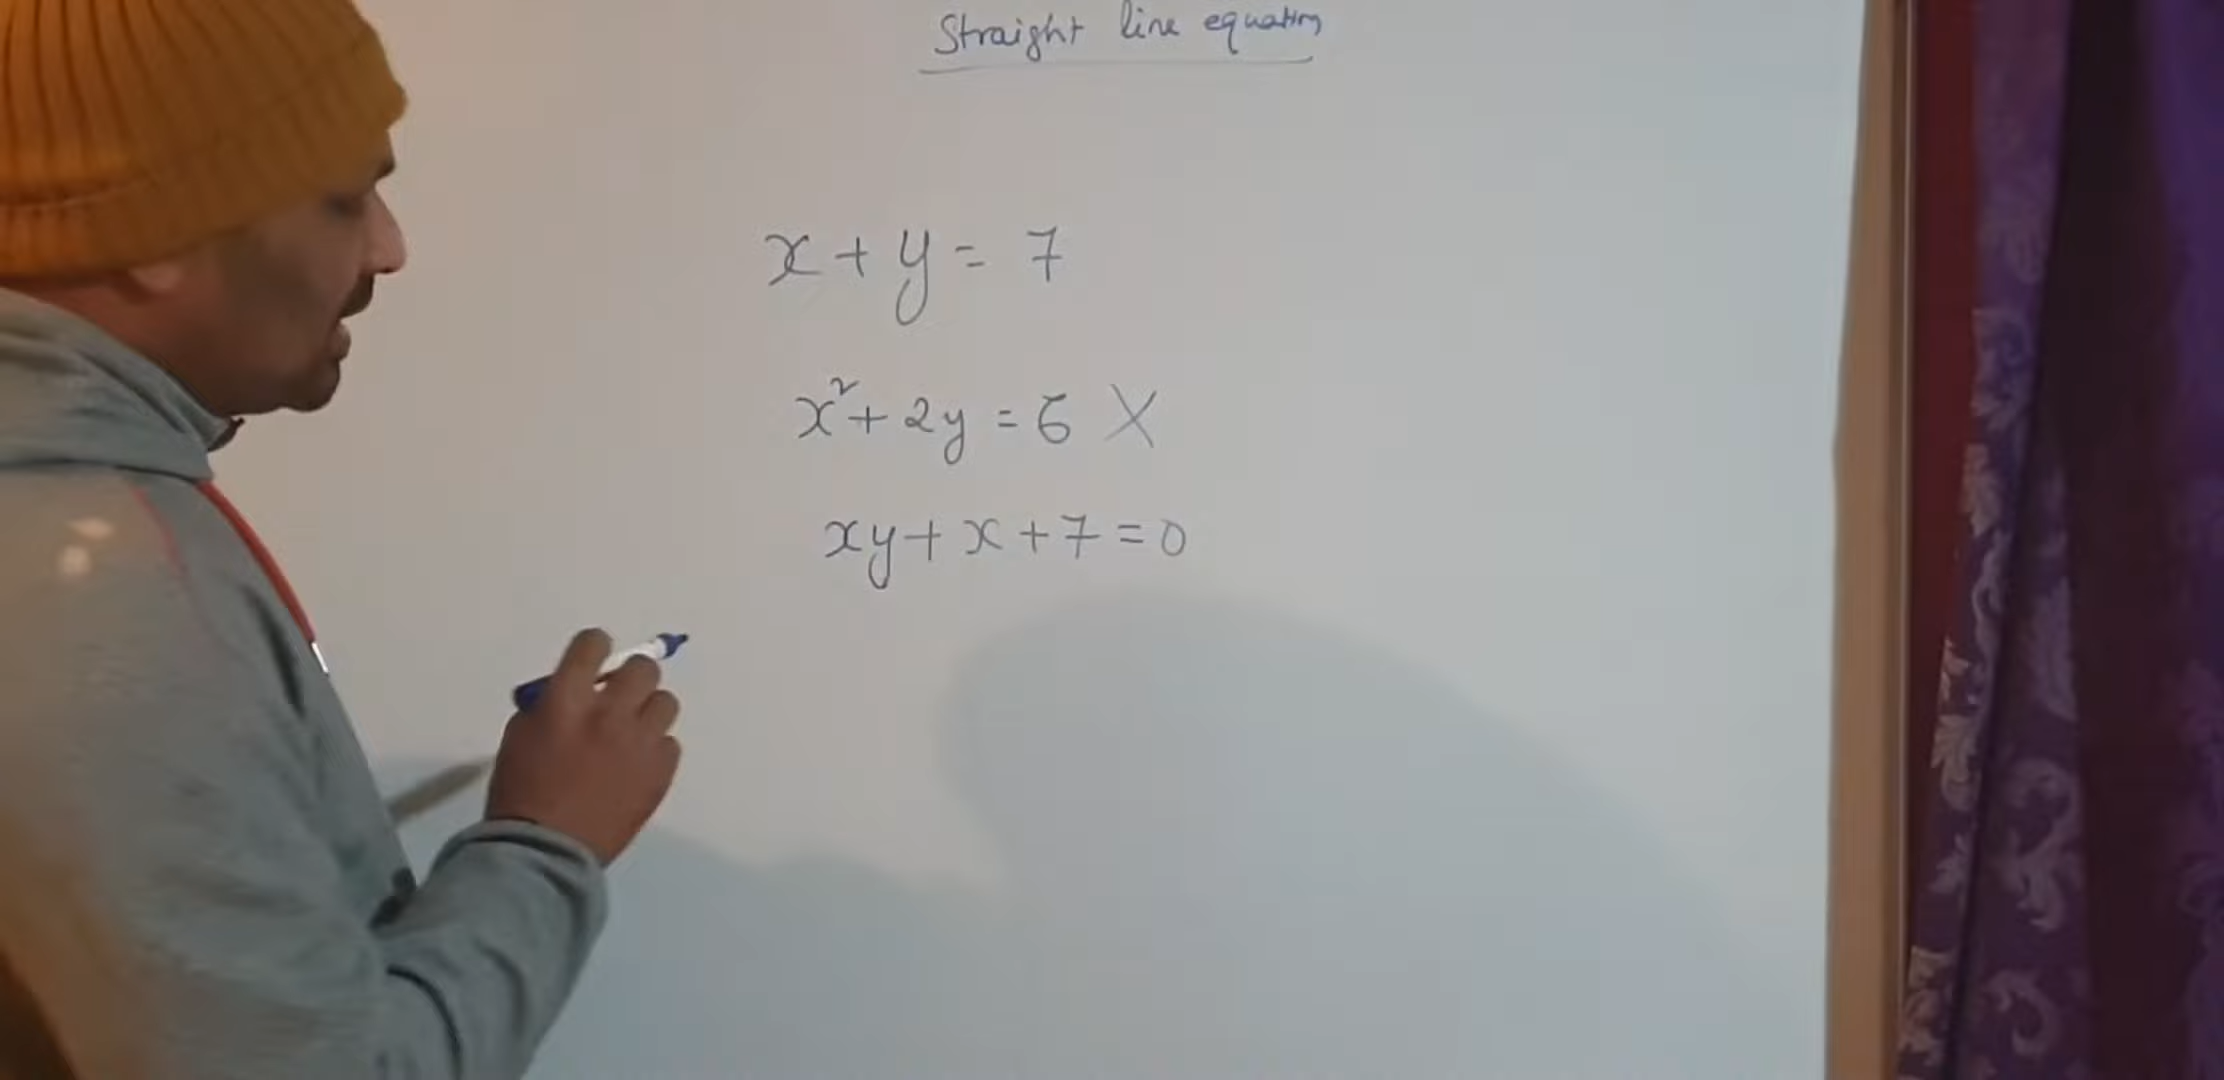 Straight line equation
x + y = 7
x² + 2y = 6 X
xy + x + 7 = 0